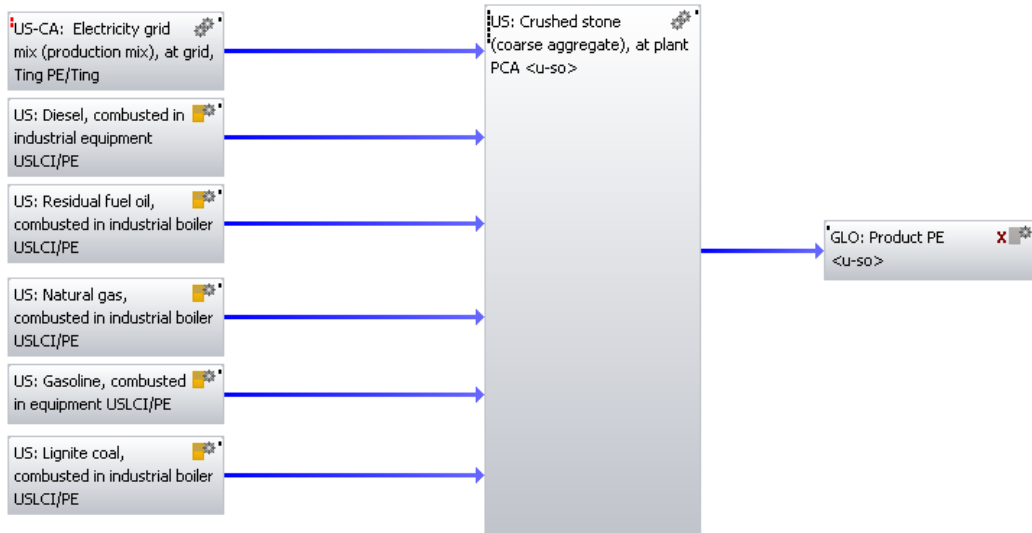 US-CA: Electricity grid
mix (production mix), at grid,
Ting PE/Ting
US: Diesel, combusted in
industrial equipment
USLCI/PE
US: Residual fuel oil,
combusted in industrial boiler
USLCI/PE
US: Natural gas,
combusted in industrial boiler
USLCI/PE
US: Gasoline, combusted
in equipment USLCI/PE
US: Lignite coal,
combusted in industrial boiler
USLCI/PE
US: Crushed stone
(coarse aggregate), at plant
PCA <u-so>
GLO: Product PE
<u-so>